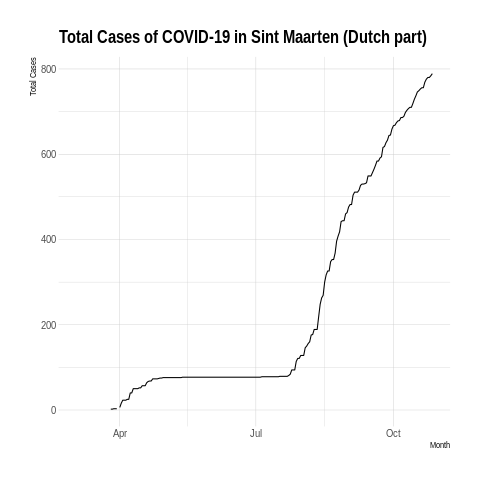 Total Cases of COVID-19 in Sint Maarten (Dutch part)
Total Cases
800
600
400
200
0
Apr Jul Oct
Month